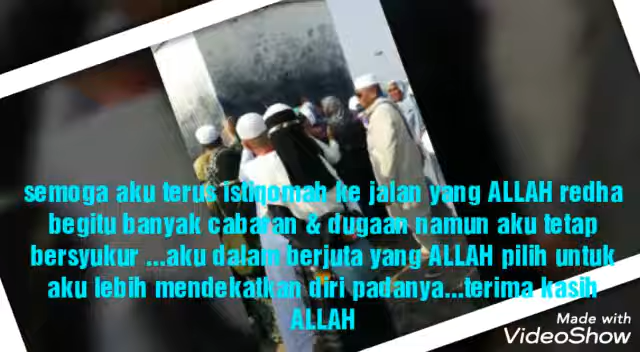 semoga aku terus istiqomah ke jalan yang ALLAH redha
begitu banyak cabaran & dugaan namun aku tetap
bersyukur ...aku dalam berjuta yang ALLAH pilih untuk
aku lebih mendekatkan diri padanya...terima kasih
ALLAH
Made with
VideoShow